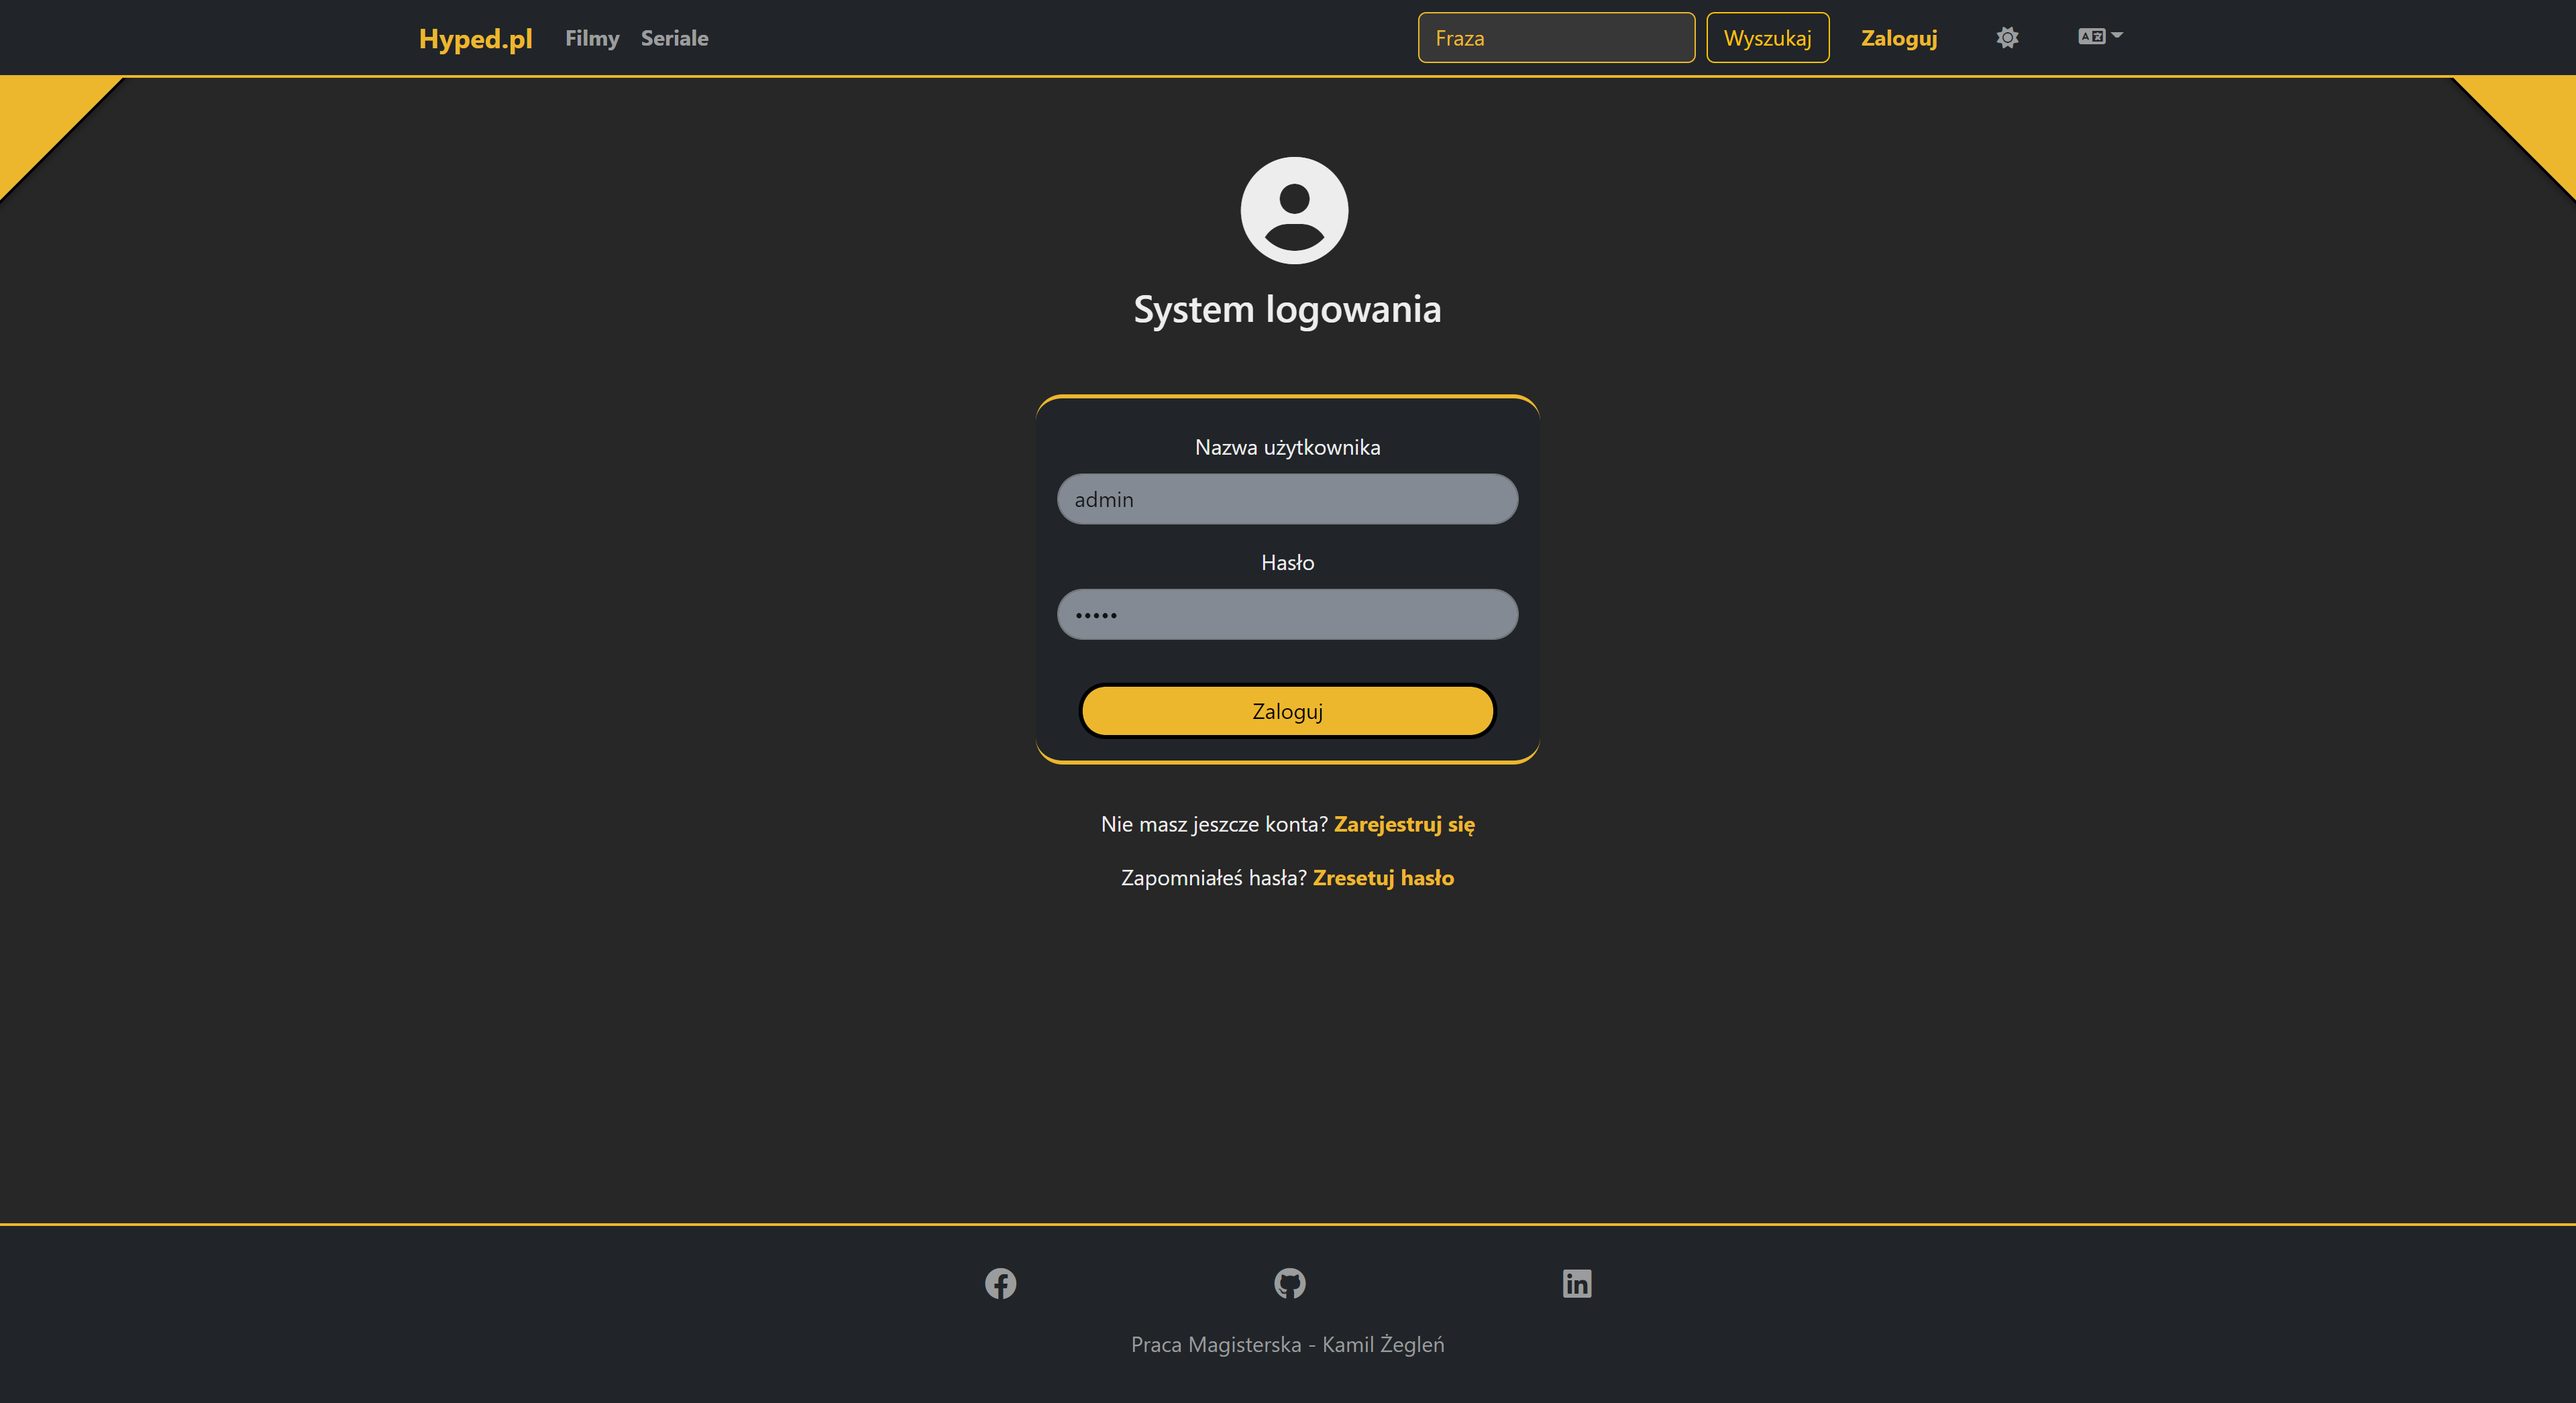 Hyped.pl Filmy Seriale Fraza Wyszukaj Zaloguj
System logowania
Nazwa użytkownika
admin
Hasło
•••••
Zaloguj
Nie masz jeszcze konta? Zarejestruj się
Zapomniałeś hasła? Zresetuj hasło
Praca Magisterska - Kamil Żegleń